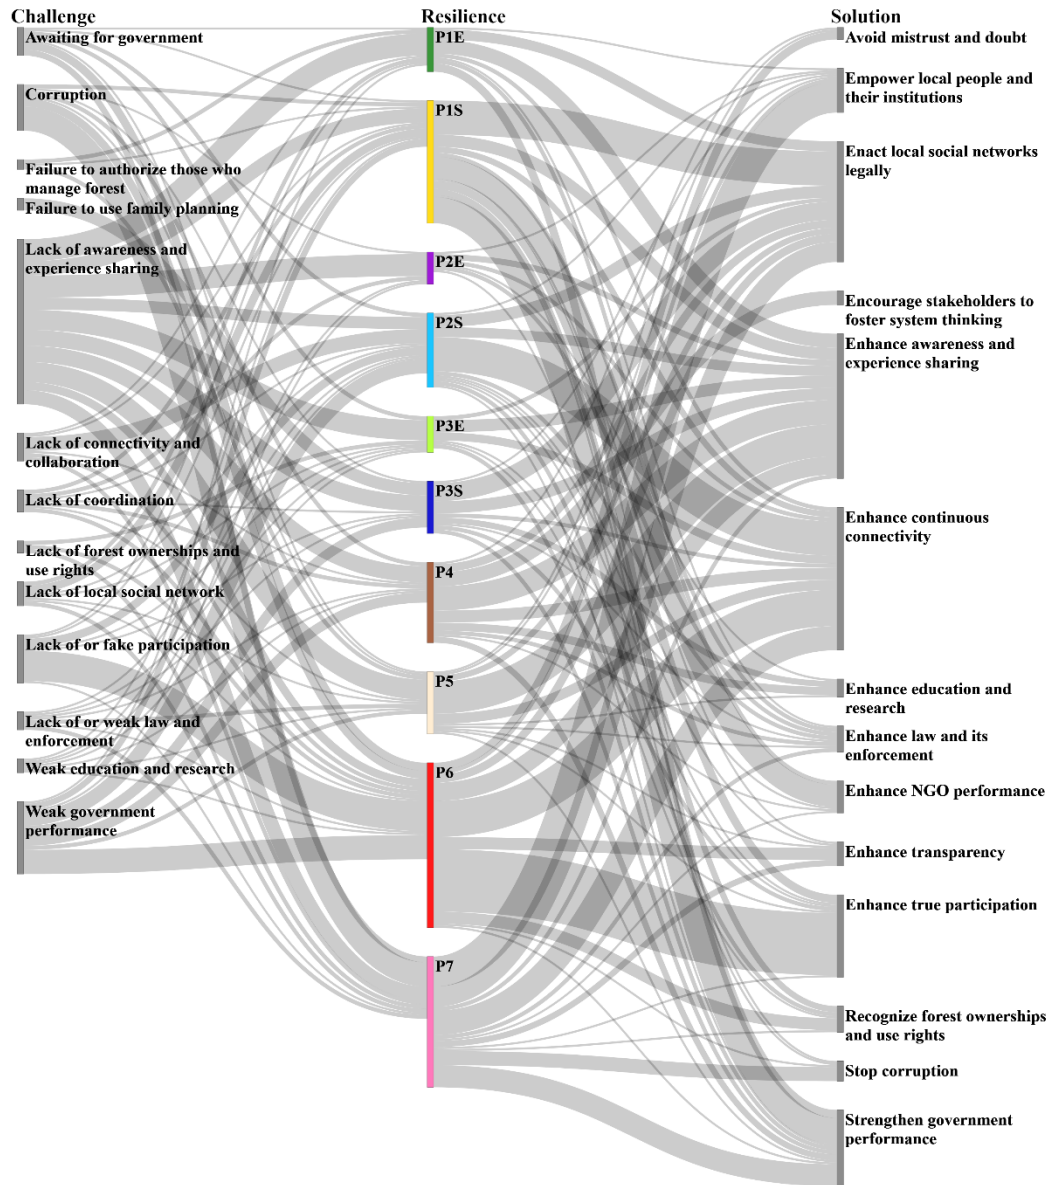 Challenge
Resilience
Solution
Awaiting for government
Corruption
Failure to authorize those who
manage forest
Failure to use family planning
Lack of awareness and
experience sharing
Lack of connectivity and
collaboration
Lack of coordination
Lack of forest ownerships and
use rights
Lack of local social network
Lack of or fake participation
Lack of or weak law and
enforcement
Weak education and research
Weak government
performance
P1E
P1S
P2E
P2S
P3E
P3S
P4
P5
P6
P7
Avoid mistrust and doubt
Empower local people and
their institutions
Enact local social networks
legally
Encourage stakeholders to
foster system thinking
Enhance awareness and
experience sharing
Enhance continuous
connectivity
Enhance education and
research
Enhance law and its
enforcement
Enhance NGO performance
Enhance transparency
Enhance true participation
Recognize forest ownerships
and use rights
Stop corruption
Strengthen government
performance